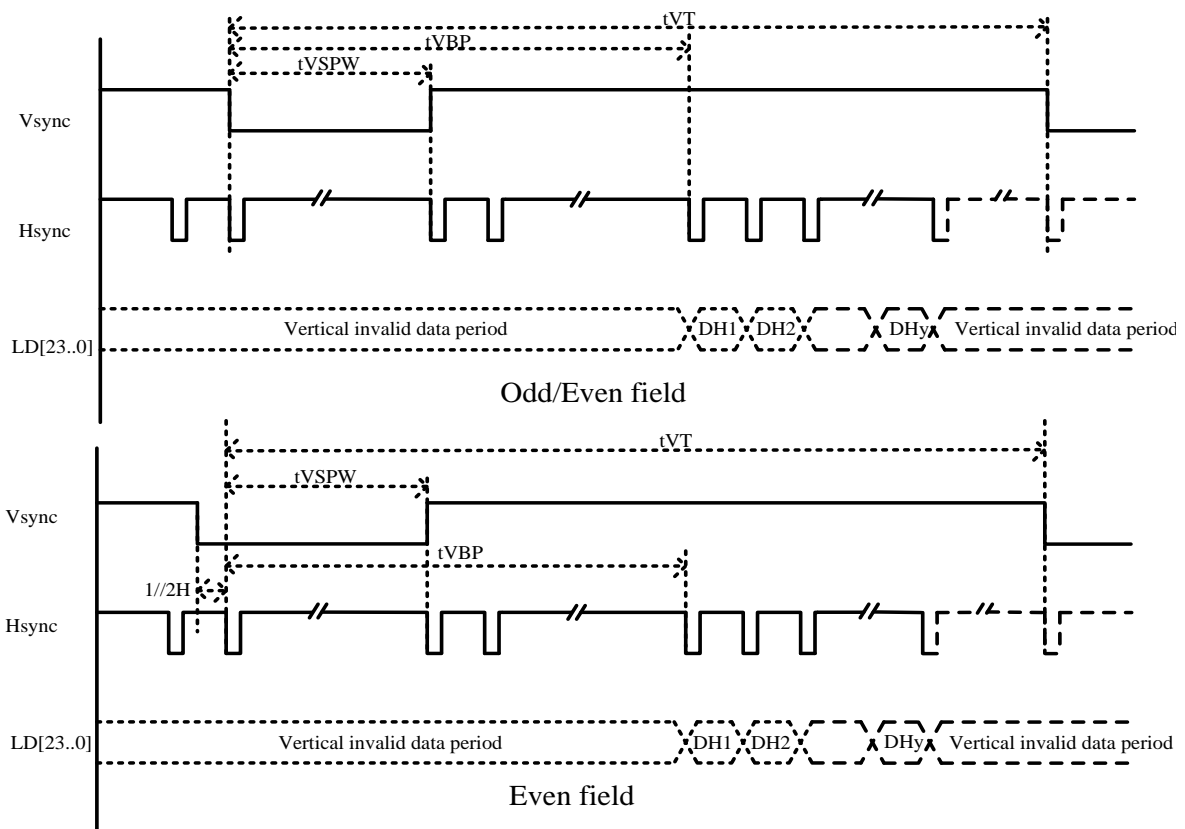 tVT
tVBP
tVSPW
Vsync
Hsync
Vertical invalid data period DH1 DH2 DHy Vertical invalid data period
LD[23..0]
Odd/Even field
tVT
tVSPW
Vsync
tVBP
1//2H
Hsync
LD[23..0] Vertical invalid data period DH1 DH2 DHy Vertical invalid data period
Even field